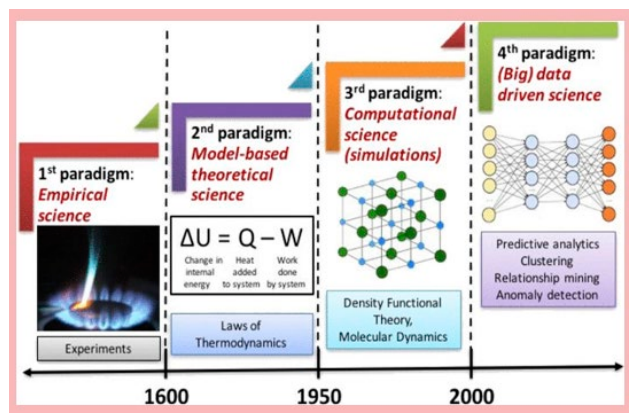 1st paradigm:
Empirical
science
Experiments
2nd paradigm:
Model-based
theoretical
science
ΔU = Q – W
Change in internal energy
Heat added to system
Work done by system
Laws of
Thermodynamics
3rd paradigm:
Computational
science
(simulations)
Density Functional
Theory,
Molecular Dynamics
4th paradigm:
(Big) data
driven science
Predictive analytics
Clustering
Relationship mining
Anomaly detection
1600
1950
2000